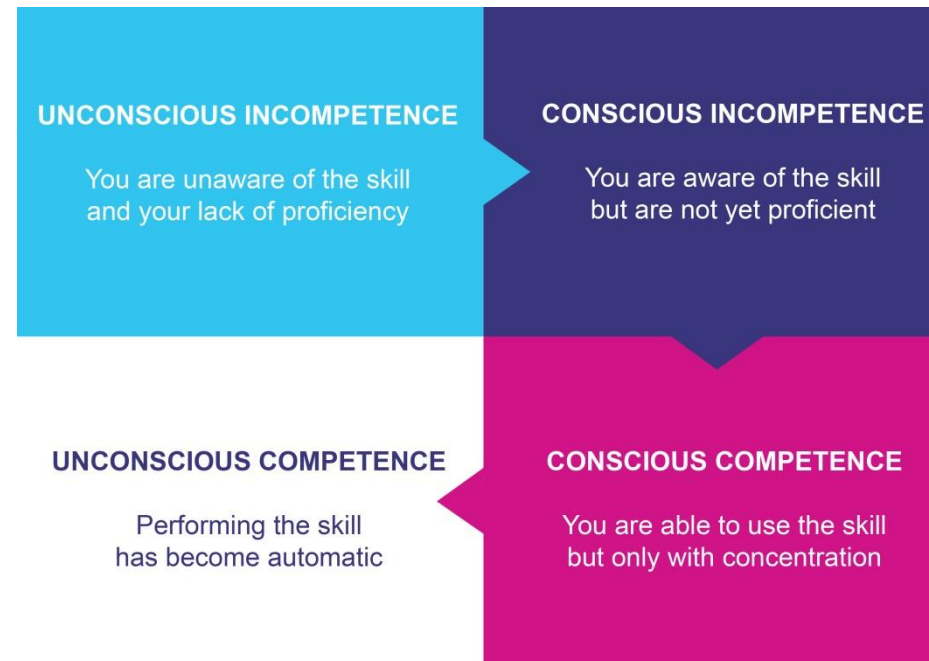 UNCONSCIOUS INCOMPETENCE
You are unaware of the skill
and your lack of proficiency
CONSCIOUS INCOMPETENCE
You are aware of the skill
but are not yet proficient
UNCONSCIOUS COMPETENCE
Performing the skill
has become automatic
CONSCIOUS COMPETENCE
You are able to use the skill
but only with concentration